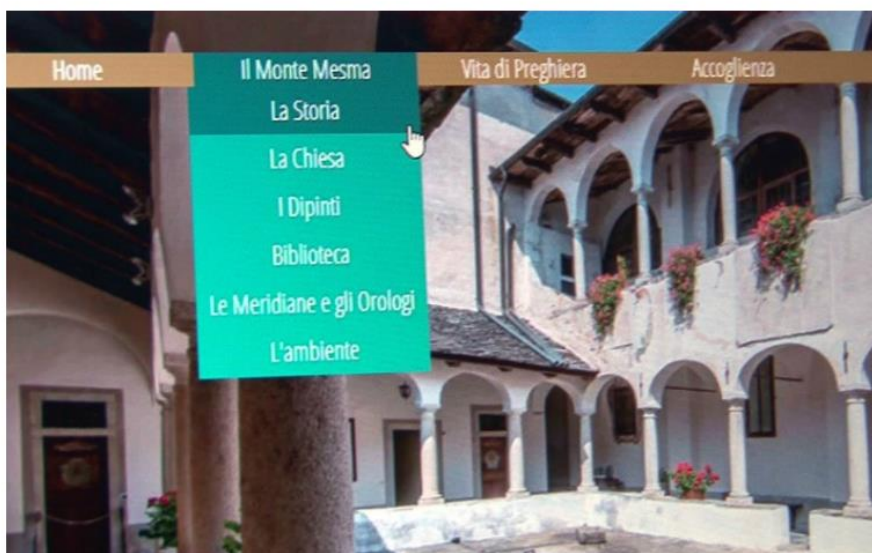 Home
Il Monte Mesma
Vita di Preghiera
Accoglienza
La Storia
La Chiesa
I Dipinti
Biblioteca
Le Meridiane e gli Orologi
L'ambiente